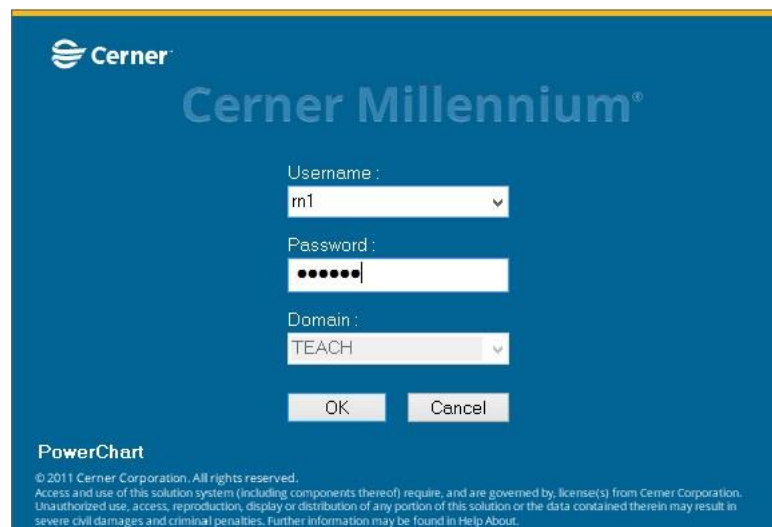 Cerner
Cerner Millennium®
Username :
rn1
Password :
••••••
Domain :
TEACH
OK Cancel
PowerChart
© 2011 Cerner Corporation. All rights reserved.
Access and use of this solution system (including components thereof) require, and are governed by, license(s) from Cerner Corporation.
Unauthorized use, access, reproduction, display or distribution of any portion of this solution or the data contained therein may result in
severe civil damages and criminal penalties. Further information may be found in Help About.